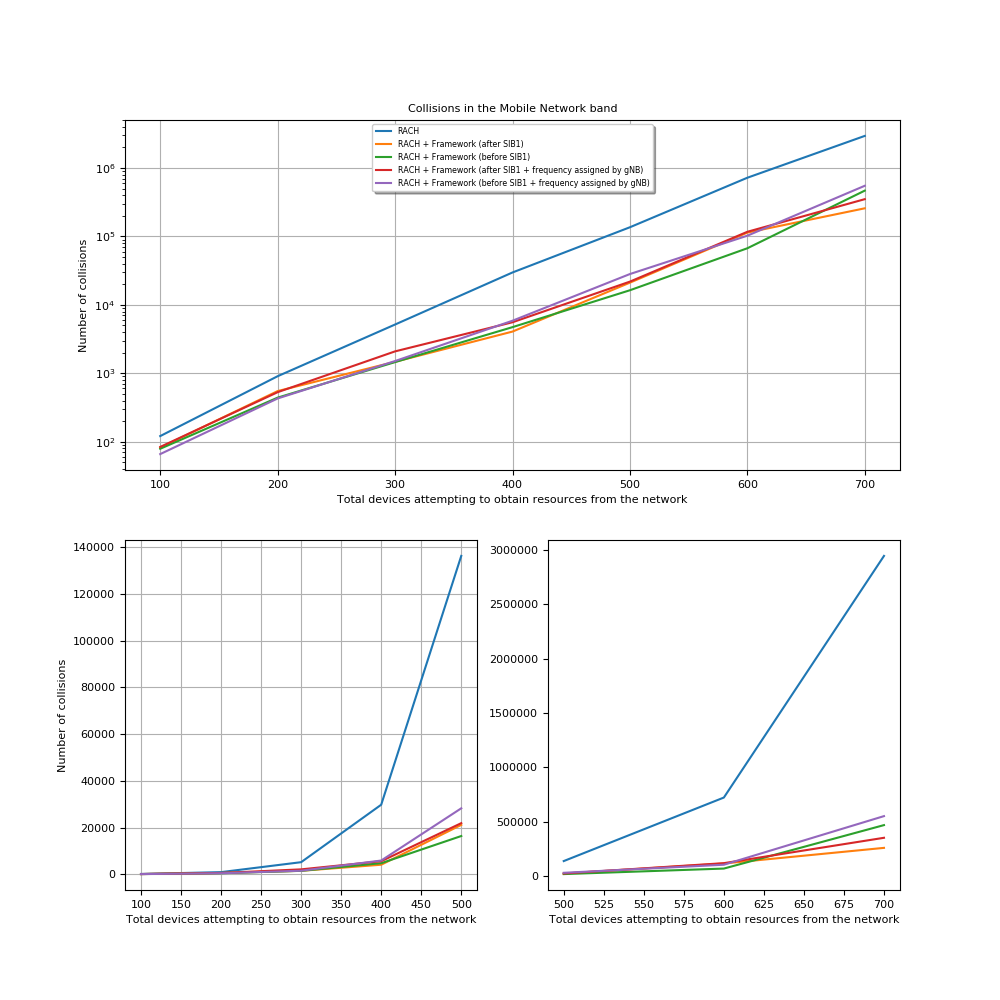 Collisions in the Mobile Network band
RACH
RACH + Framework (after SIB1)
RACH + Framework (before SIB1)
RACH + Framework (after SIB1 + frequency assigned by gNB)
RACH + Framework (before SIB1 + frequency assigned by gNB)
Number of collisions
10⁶
10⁵
10⁴
10³
10²
100 200 300 400 500 600 700
Total devices attempting to obtain resources from the network
Number of collisions
140000
120000
100000
80000
60000
40000
20000
0
100 150 200 250 300 350 400 450 500
Total devices attempting to obtain resources from the network
3000000
2500000
2000000
1500000
1000000
500000
0
500 525 550 575 600 625 650 675 700
Total devices attempting to obtain resources from the network